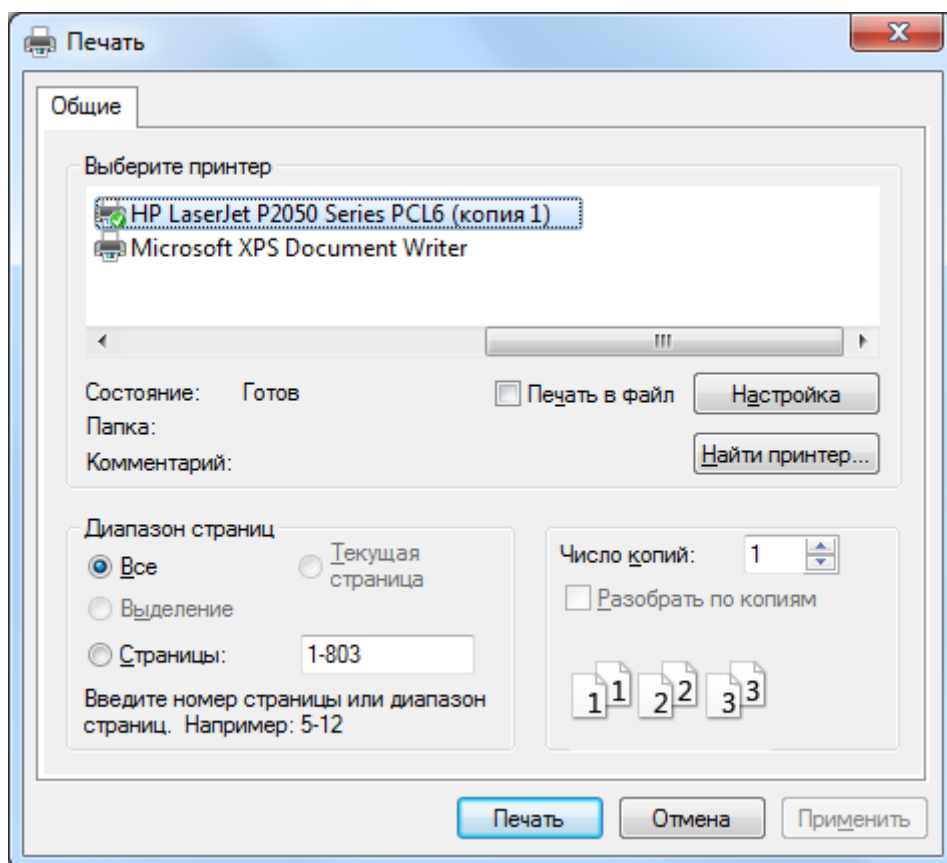 Печать
Общие
Выберите принтер
HP LaserJet P2050 Series PCL6 (копия 1)
Microsoft XPS Document Writer
Состояние: Готов
Печать в файл
Настройка
Папка:
Комментарий:
Найти принтер...
Диапазон страниц
Все
Текущая
страница
Выделение
Страницы: 1-803
Введите номер страницы или диапазон
страниц. Например: 5-12
Число копий: 1
Разобрать по копиям
1 1 2 2 3 3
Печать
Отмена
Применить